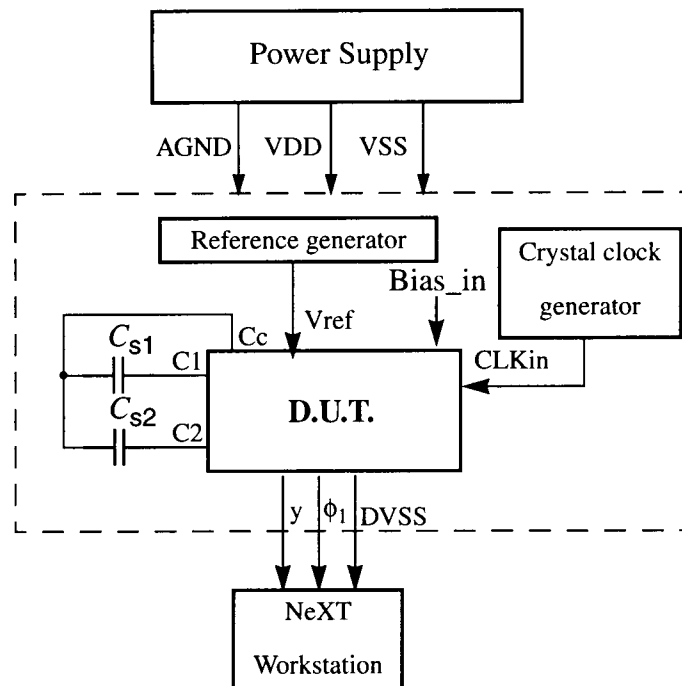 Power Supply
AGND VDD VSS
Reference generator
Crystal clock
generator
Bias_in
Vref
Cc
Cs1
C1
CLKin
Cs2
C2
D.U.T.
y ϕ1 DVSS
NeXT
Workstation